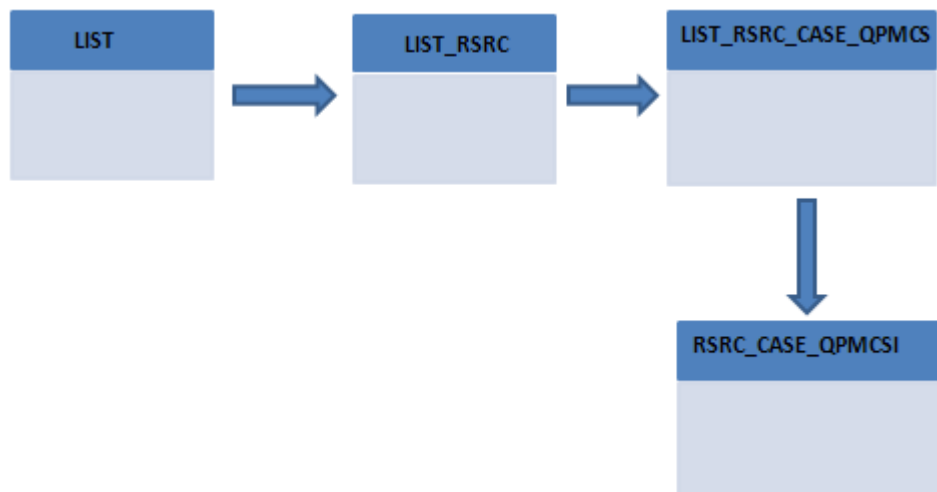 LIST
LIST_RSRC
LIST_RSRC_CASE_QPMCS
RSRC_CASE_QPMCSI